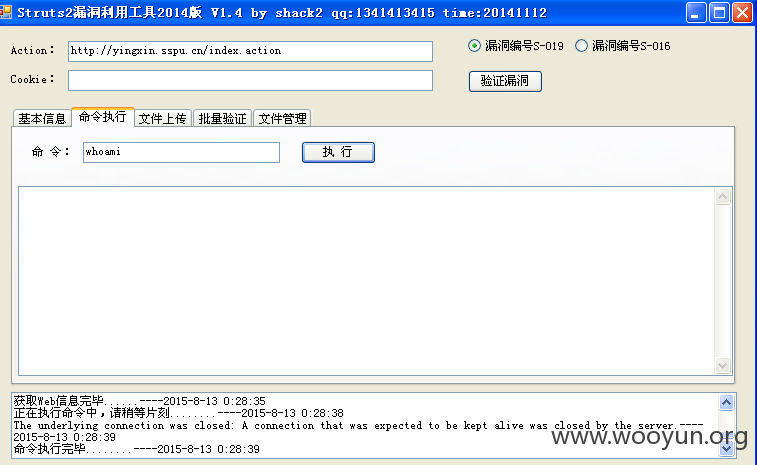 Struts2漏洞利用工具2014版 V1.4 by shack2 qq:1341413415 time:20141112
Action： http://yingxin.sspu.cn/index.action 漏洞编号S-019 漏洞编号S-016
Cookie： 验证漏洞
基本信息 命令执行 文件上传 批量验证 文件管理
命 令： whoami 执 行
获取Web信息完毕......----2015-8-13 0:28:35
正在执行命令中，请稍等片刻........----2015-8-13 0:28:38
The underlying connection was closed: A connection that was expected to be kept alive was closed by the server.----
2015-8-13 0:28:39
命令执行完毕........----2015-8-13 0:28:39
www.wooyun.org